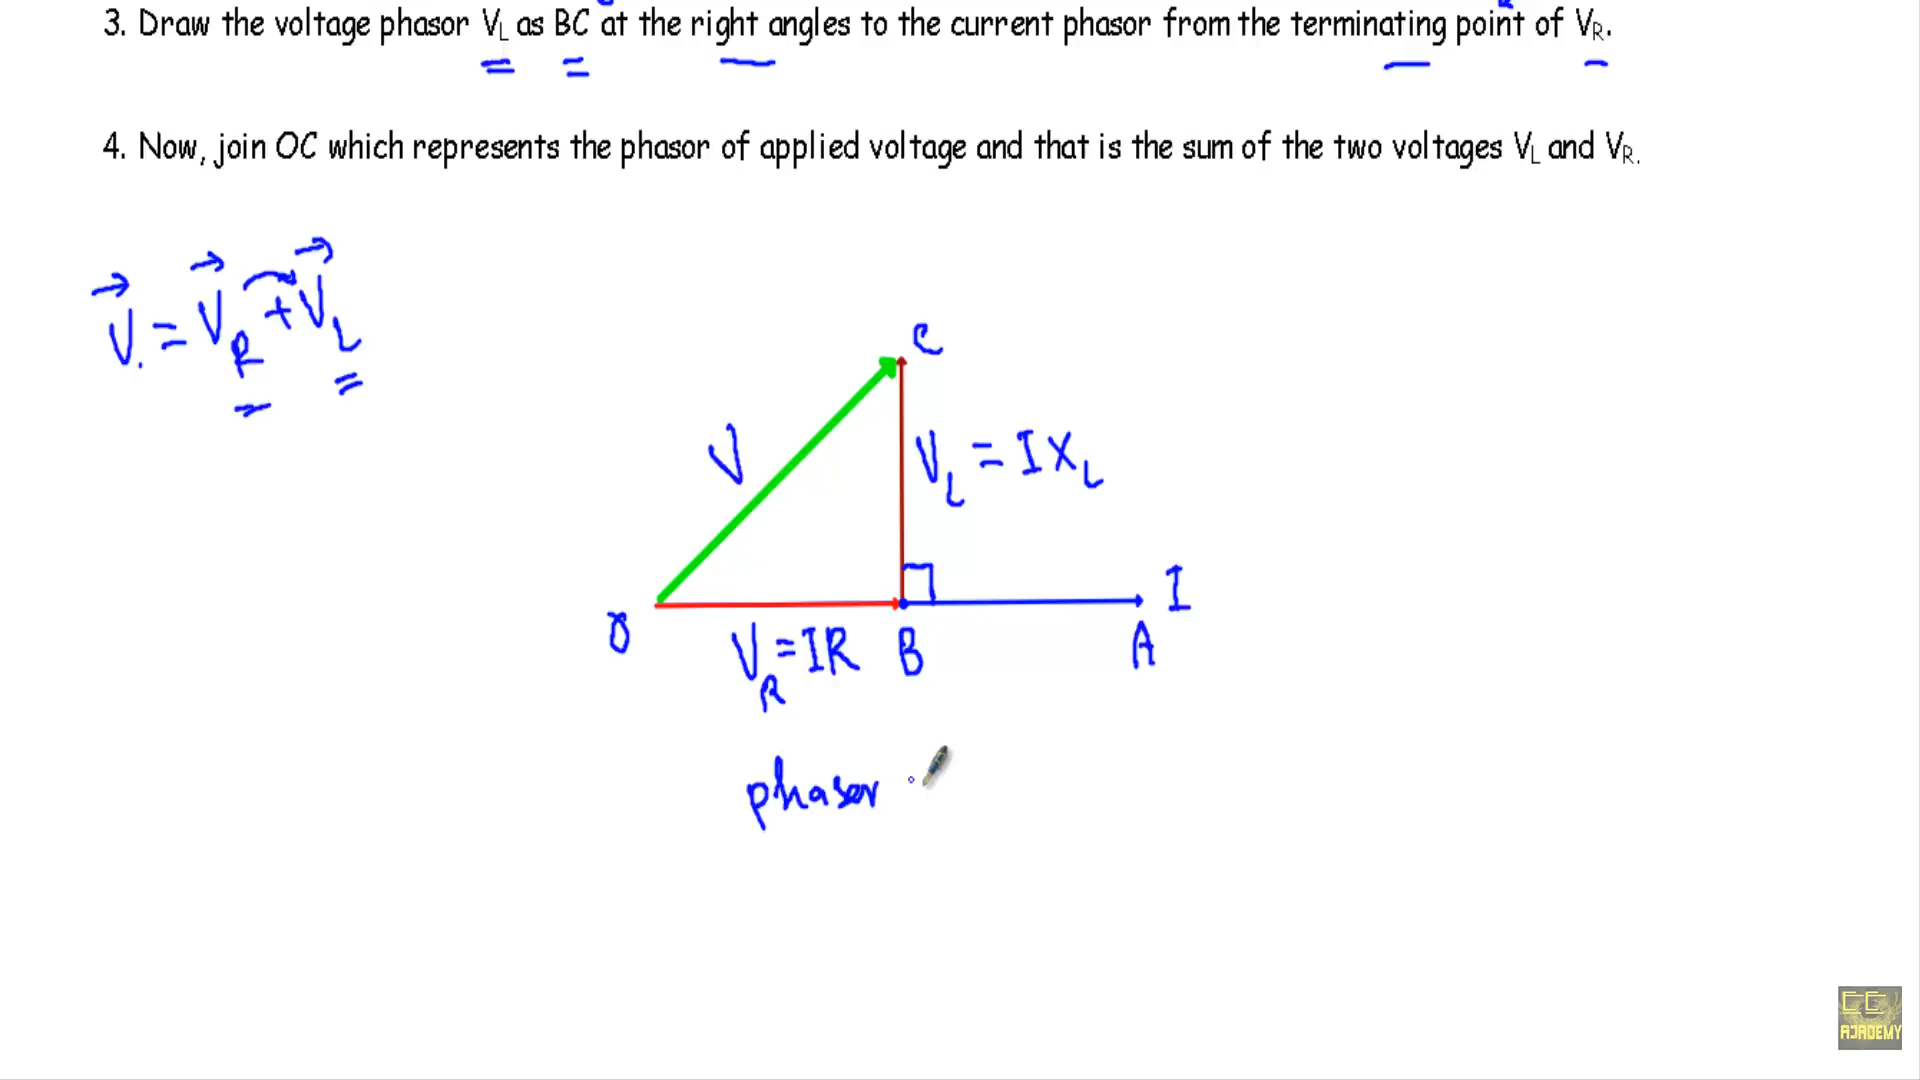 3. Draw the voltage phasor VL as BC at the right angles to the current phasor from the terminating point of VR.
4. Now, join OC which represents the phasor of applied voltage and that is the sum of the two voltages VL and VR.
V = VR + VL
C
V
VL = IXL
I
O
VR = IR
B
A
phasor
EE
AJADEMY